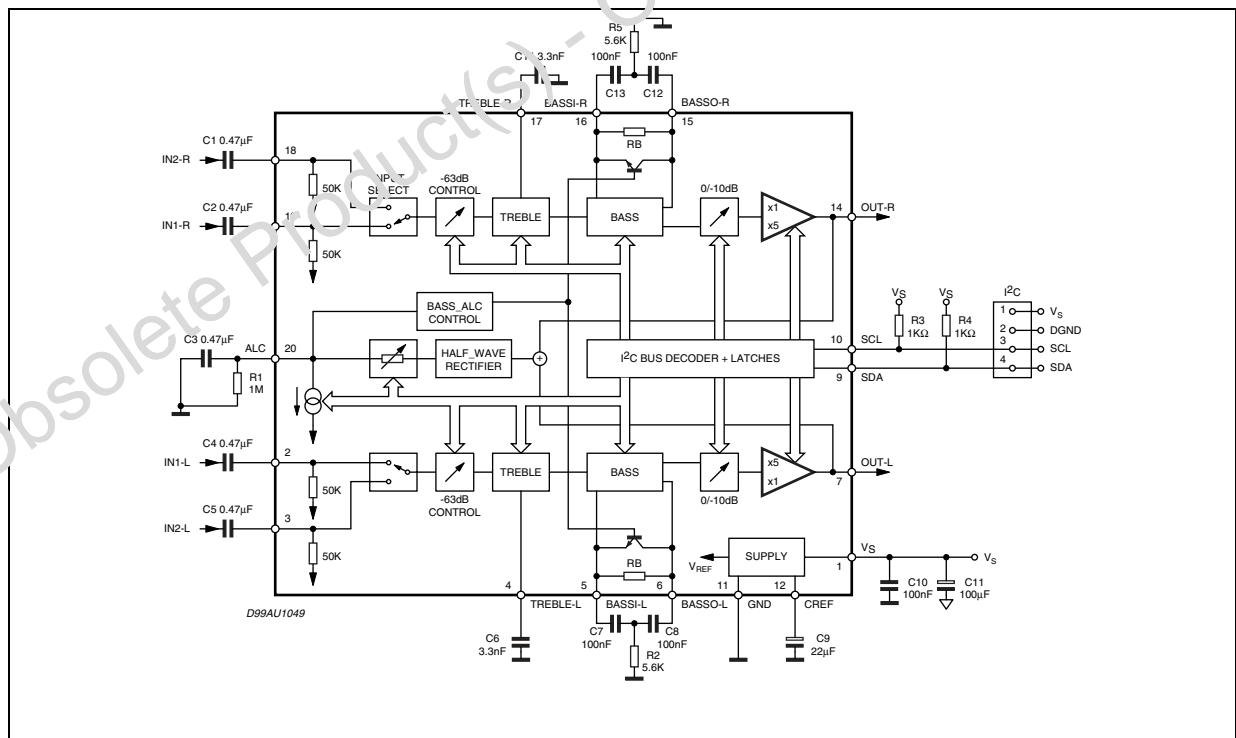 Obsolete Product(s) -
R5
5.6K
3.3nF
100nF
100nF
C13
C12
BASSO-R
17
16
15
BASSI-R
TREBLE-R
RB
C1 0.47µF
IN2-R
18
50K
INPUT
SELECT
-63dB
CONTROL
TREBLE
BASS
0/-10dB
x1
x5
14
OUT-R
C2 0.47µF
IN1-R
50K
BASS_ALC
CONTROL
VS
VS
I²C
R3
1KΩ
R4
1KΩ
1
VS
2
DGND
3
SCL
4
SDA
C3 0.47µF
ALC
20
R1
1M
HALF_WAVE
RECTIFIER
+
I²C BUS DECODER + LATCHES
10
SCL
9
SDA
C4 0.47µF
IN1-L
2
50K
-63dB
CONTROL
TREBLE
BASS
0/-10dB
x5
x1
7
OUT-L
C5 0.47µF
IN2-L
3
50K
RB
VREF
SUPPLY
VS
1
VS
C10
100nF
C11
100µF
4
5
6
11
12
TREBLE-L
BASSI-L
BASSO-L
GND
CREF
D99AU1049
C6
3.3nF
C7
100nF
C8
100nF
R2
5.6K
C9
22µF